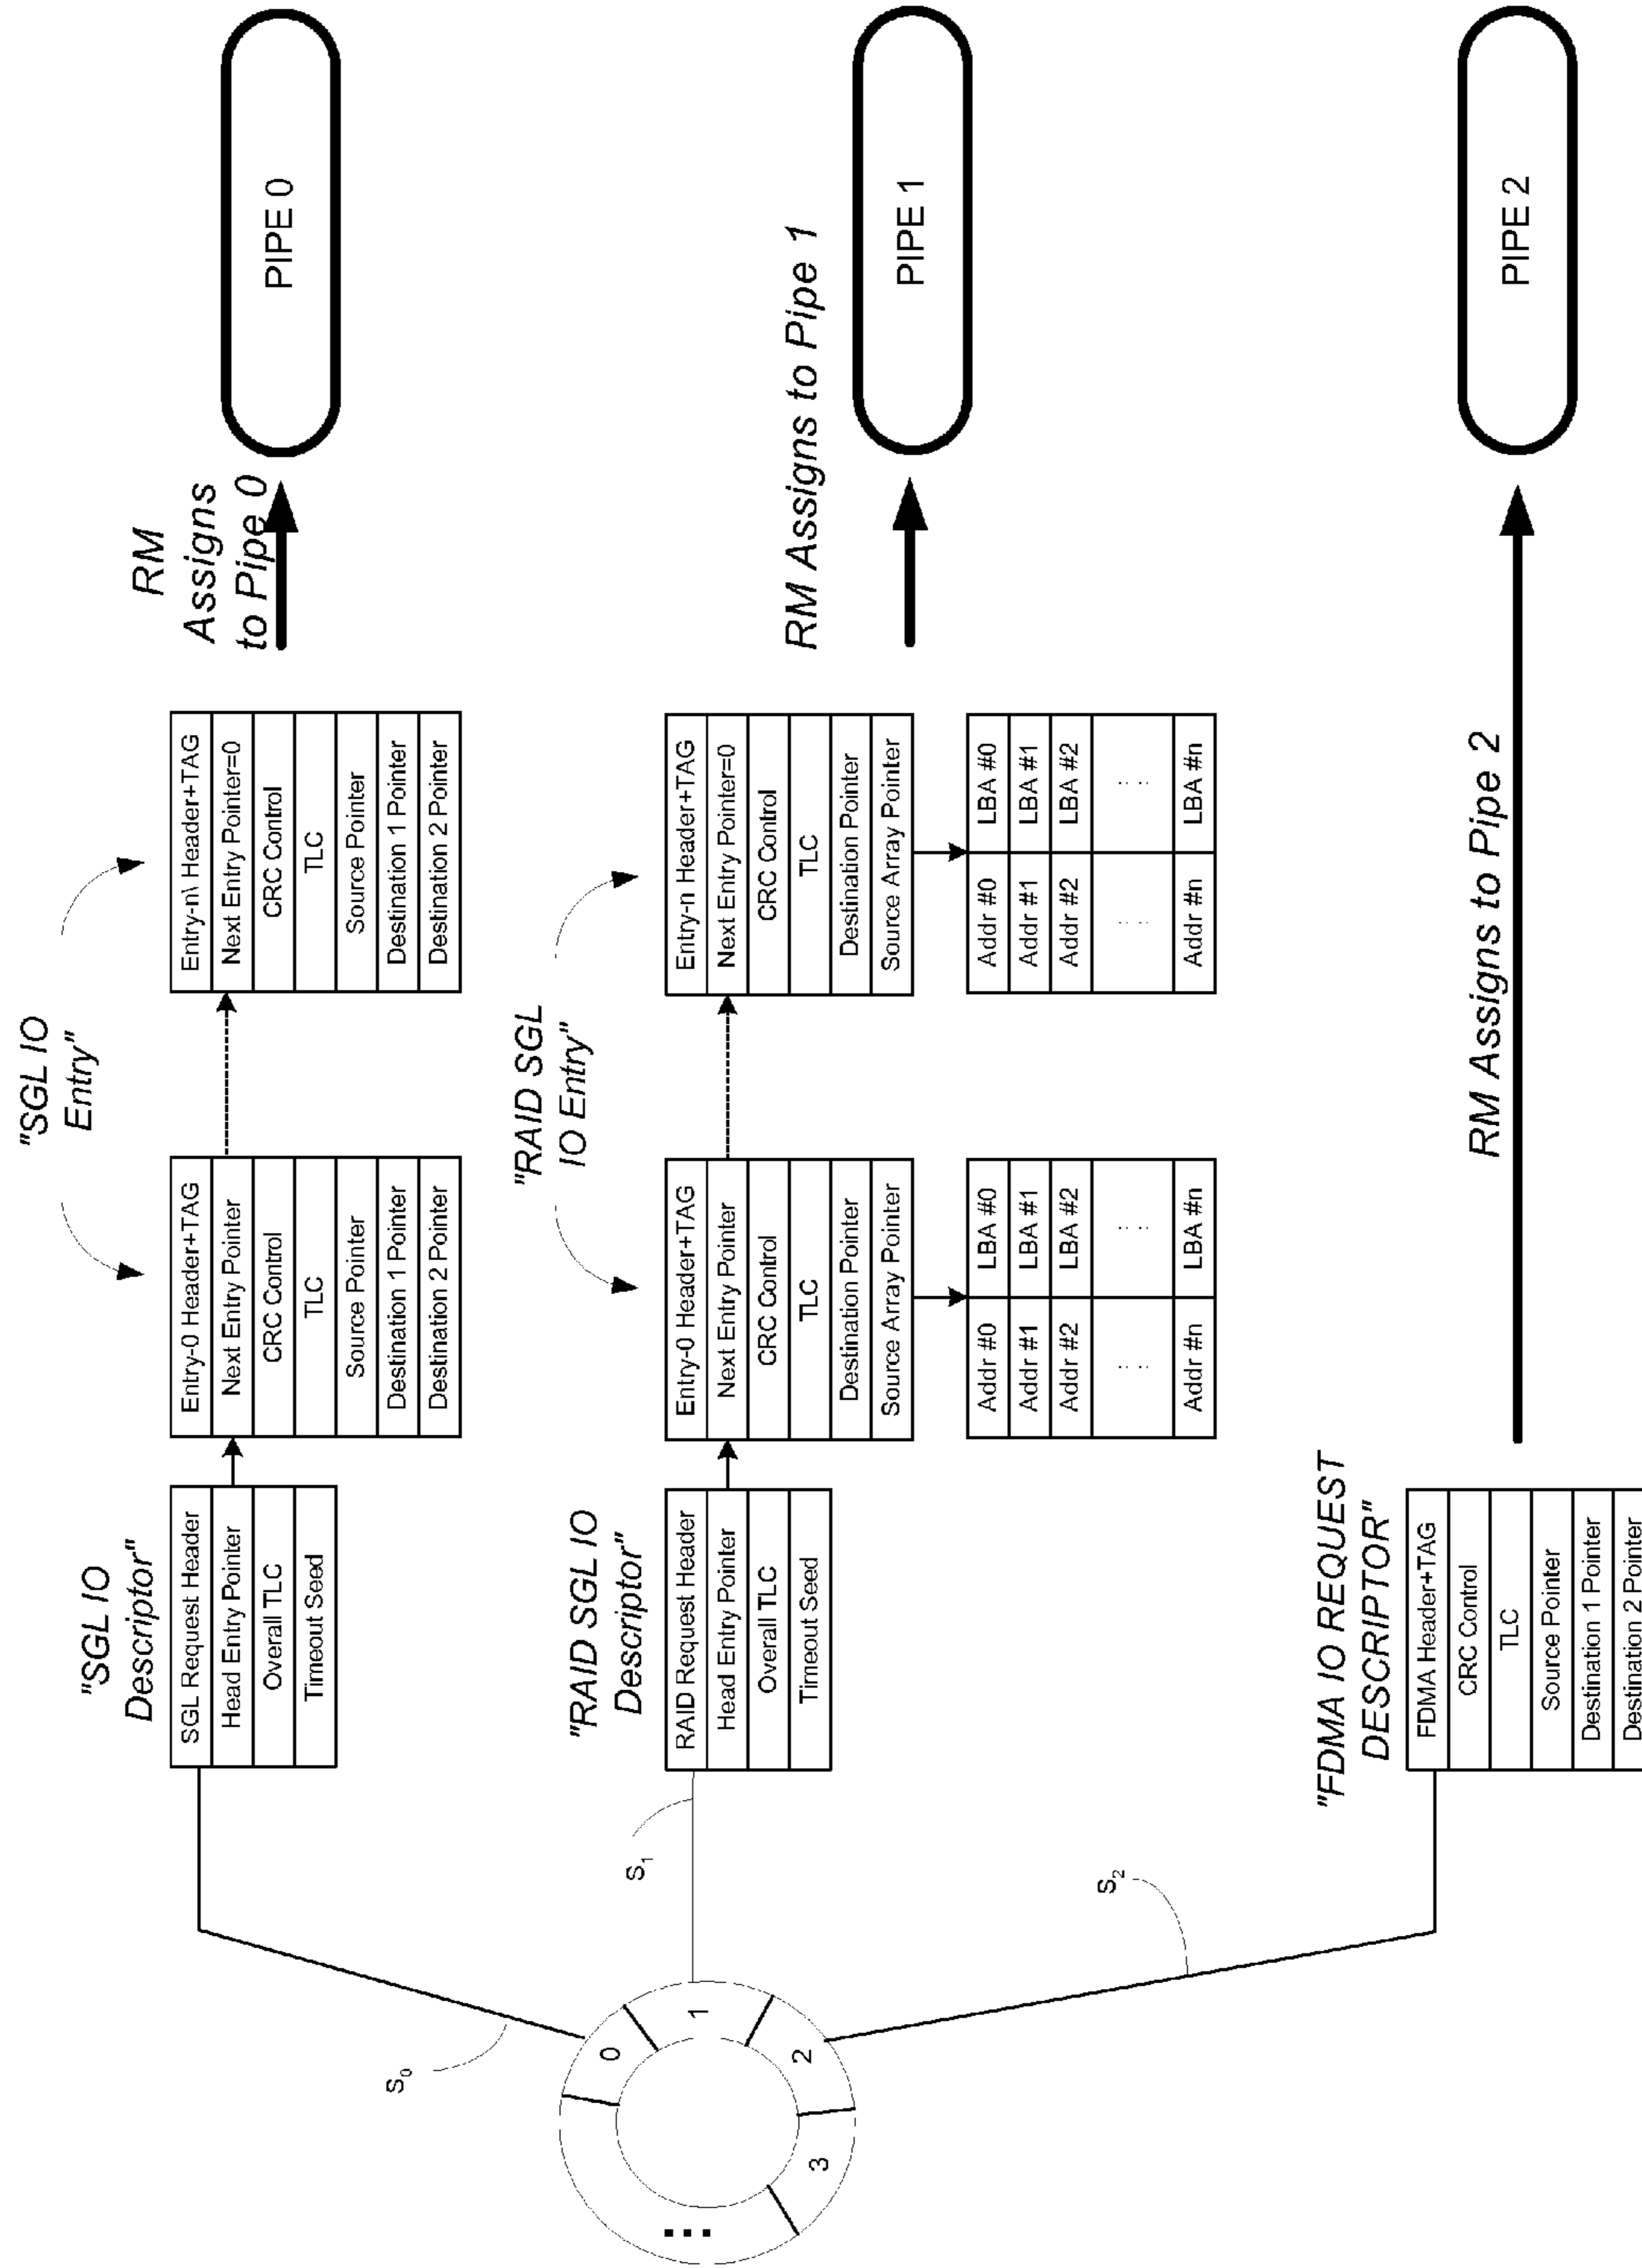 "SGL IO
Descriptor"
SGL Request Header
Head Entry Pointer
Overall TLC
Timeout Seed
"SGL IO
Entry"
Entry-0 Header+TAG
Next Entry Pointer
CRC Control
TLC
Source Pointer
Destination 1 Pointer
Destination 2 Pointer
Entry-n\ Header+TAG
Next Entry Pointer=0
CRC Control
TLC
Source Pointer
Destination 1 Pointer
Destination 2 Pointer
RM
Assigns
to Pipe 0
PIPE 0
S0
0
1
2
3
...
S1
"RAID SGL IO
Descriptor"
RAID Request Header
Head Entry Pointer
Overall TLC
Timeout Seed
"RAID SGL
IO Entry"
Entry-0 Header+TAG
Next Entry Pointer
CRC Control
TLC
Destination Pointer
Source Array Pointer
Addr #0 LBA #0
Addr #1 LBA #1
Addr #2 LBA #2
: : : :
Addr #n LBA #n
Entry-n Header+TAG
Next Entry Pointer=0
CRC Control
TLC
Destination Pointer
Source Array Pointer
Addr #0 LBA #0
Addr #1 LBA #1
Addr #2 LBA #2
: : : :
Addr #n LBA #n
RM Assigns to Pipe 1
PIPE 1
S2
"FDMA IO REQUEST
DESCRIPTOR"
FDMA Header+TAG
CRC Control
TLC
Source Pointer
Destination 1 Pointer
Destination 2 Pointer
RM Assigns to Pipe 2
PIPE 2